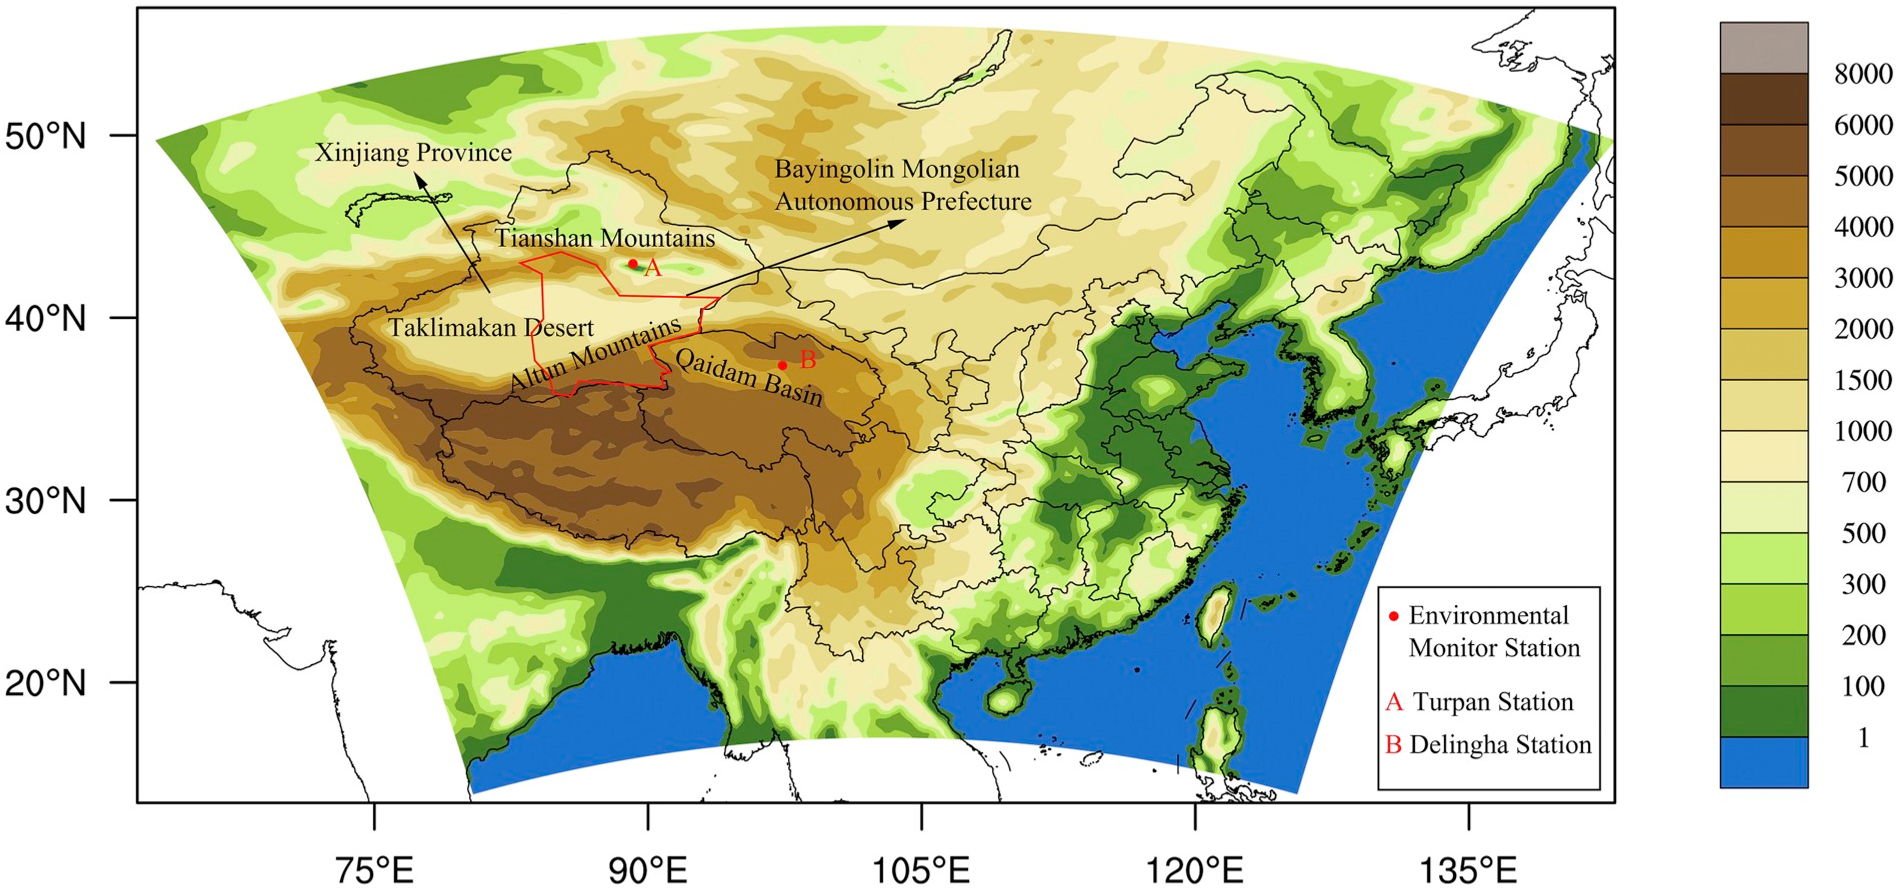 50°N
40°N
30°N
20°N
Xinjiang Province
Bayingolin Mongolian
Autonomous Prefecture
Tianshan Mountains
A
Taklimakan Desert
Altun Mountains
Qaidam Basin
B
Environmental
Monitor Station
A Turpan Station
B Delingha Station
75°E
90°E
105°E
120°E
135°E
8000
6000
5000
4000
3000
2000
1500
1000
700
500
300
200
100
1